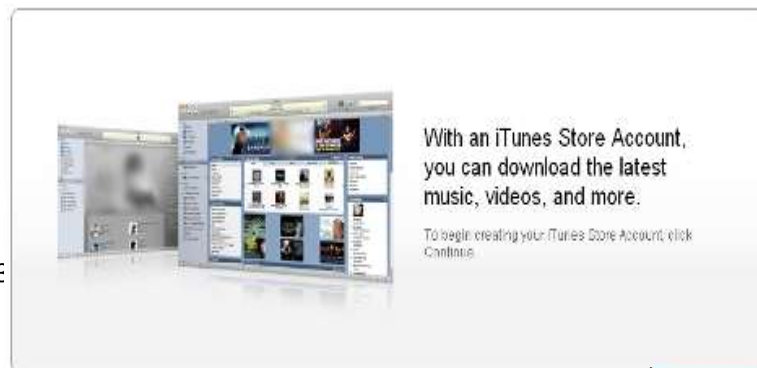 With an iTunes Store Account,
you can download the latest
music, videos, and more.
To begin creating your iTunes Store Account, click
Continue.